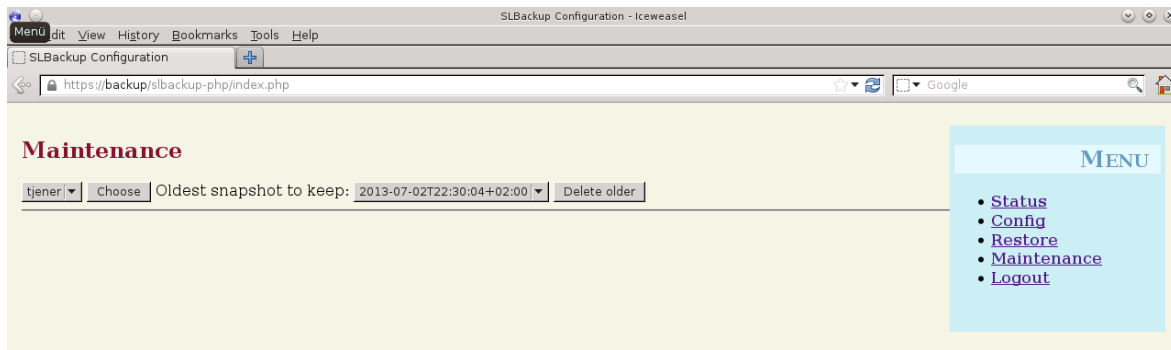 SLBackup Configuration - Iceweasel
Menü dit View History Bookmarks Tools Help
SLBackup Configuration
https://backup/slbackup-php/index.php Google
Maintenance
tjener Choose Oldest snapshot to keep: 2013-07-02T22:30:04+02:00 Delete older
MENU
• Status
• Config
• Restore
• Maintenance
• Logout